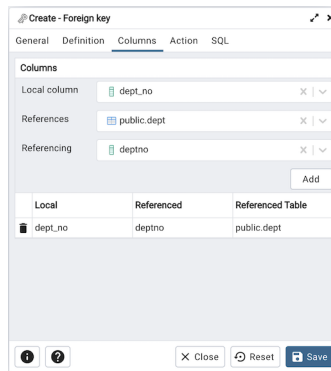 Create - Foreign key
General Definition Columns Action SQL
Columns
Local column dept_no
References public.dept
Referencing deptno
Add
Local Referenced Referenced Table
dept_no deptno public.dept
Close Reset Save